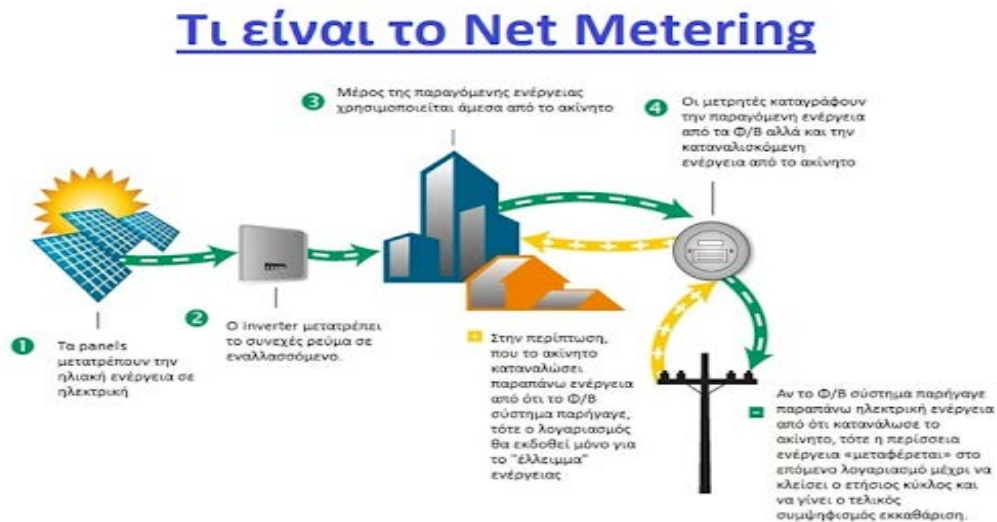 Τι είναι το Net Metering
3
Μέρος της παραγόμενης ενέργειας
χρησιμοποιείται άμεσα από το ακίνητο
4
Οι μετρητές καταγράφουν
την παραγόμενη ενέργεια
από τα Φ/Β αλλά και την
καταναλισκόμενη
ενέργεια από το ακίνητο
1
Τα panels
μετατρέπουν την
ηλιακή ενέργεια σε
ηλεκτρική
2
Ο Inverter μετατρέπει
το συνεχές ρεύμα σε
εναλλασσόμενο.
Στην περίπτωση,
που το ακίνητο
καταναλώσει
παραπάνω ενέργεια
από ότι το Φ/Β
σύστημα παρήγαγε,
τότε ο λογαριασμός
θα εκδοθεί μόνο για
το "έλλειμμα"
ενέργειας
Αν το Φ/Β σύστημα παρήγαγε
παραπάνω ηλεκτρική ενέργεια
από ότι κατανάλωσε το
ακίνητο, τότε η περίσσεια
ενέργεια «μεταφέρεται» στο
επόμενο λογαριασμό μέχρι να
κλείσει ο ετήσιος κύκλος και
να γίνει ο τελικός
συμψηφισμός εκκαθάριση.